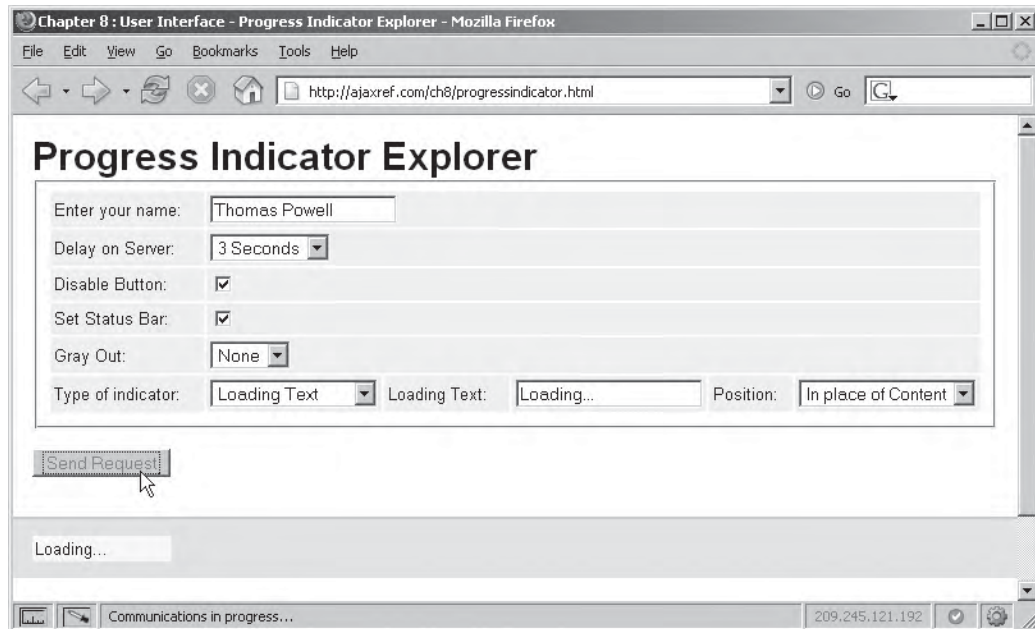 Chapter 8 : User Interface - Progress Indicator Explorer - Mozilla Firefox
File Edit View Go Bookmarks Tools Help
http://ajaxref.com/ch8/progressindicator.html Go G
Progress Indicator Explorer
Enter your name: Thomas Powell
Delay on Server: 3 Seconds
Disable Button:
Set Status Bar:
Gray Out: None
Type of indicator: Loading Text Loading Text: Loading... Position: In place of Content
Send Request
Loading...
Communications in progress... 209.245.121.192